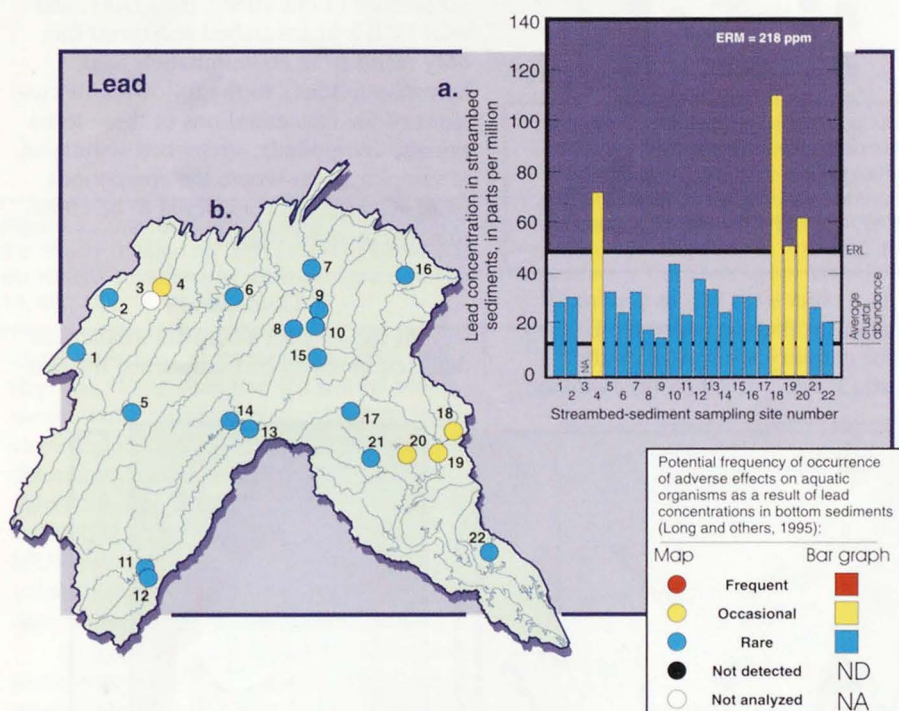 Lead
a.
b.
Lead concentration in streambed
sediments, in parts per million
140
120
100
80
60
40
20
0
ERM = 218 ppm
ERL
Average
crustal
abundance
NA
1 2 3 4 5 6 7 8 9 10 11 12 13 14 15 16 17 18 19 20 21 22
Streambed-sediment sampling site number
1
2
3
4
5
6
7
8
9
10
11
12
13
14
15
16
17
18
19
20
21
22
Potential frequency of occurrence
of adverse effects on aquatic
organisms as a result of lead
concentrations in bottom sediments
(Long and others, 1995):
Map Bar graph
Frequent
Occasional
Rare
Not detected ND
Not analyzed NA